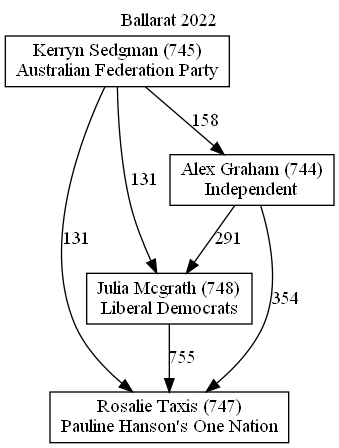 Ballarat 2022
Kerryn Sedgman (745)
Australian Federation Party
158
Alex Graham (744)
Independent
131
131
291
354
Julia Mcgrath (748)
Liberal Democrats
755
Rosalie Taxis (747)
Pauline Hanson's One Nation